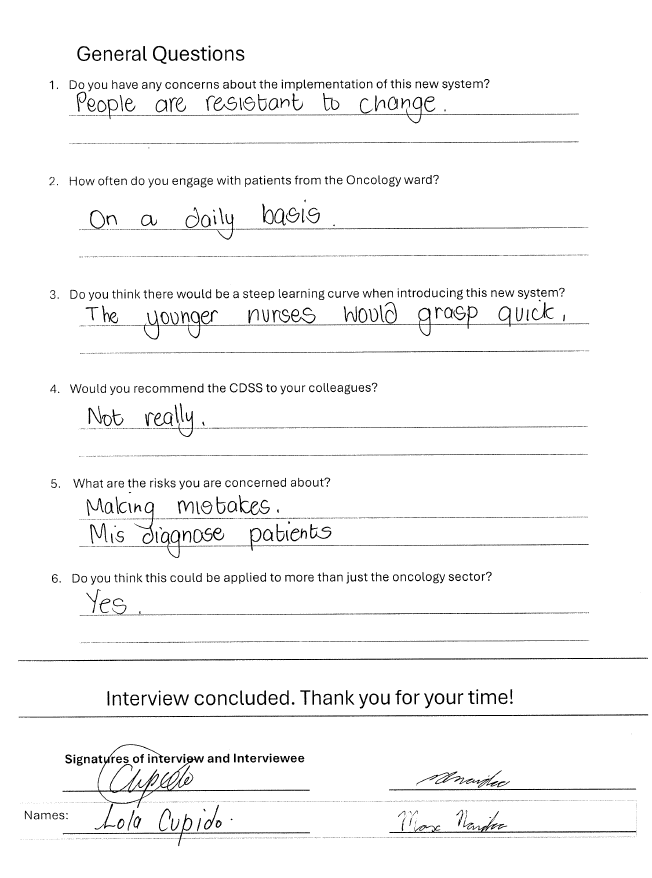 General Questions
1. Do you have any concerns about the implementation of this new system?
People are resistant to change.
2. How often do you engage with patients from the Oncology ward?
On a daily basis.
3. Do you think there would be a steep learning curve when introducing this new system?
The younger nurses would grasp quick.
4. Would you recommend the CDSS to your colleagues?
Not really.
5. What are the risks you are concerned about?
Making mistakes.
Mis diagnose patients
6. Do you think this could be applied to more than just the oncology sector?
Yes.
Interview concluded. Thank you for your time!
Signatures of interview and Interviewee
Cupido
Names: Lola Cupido.